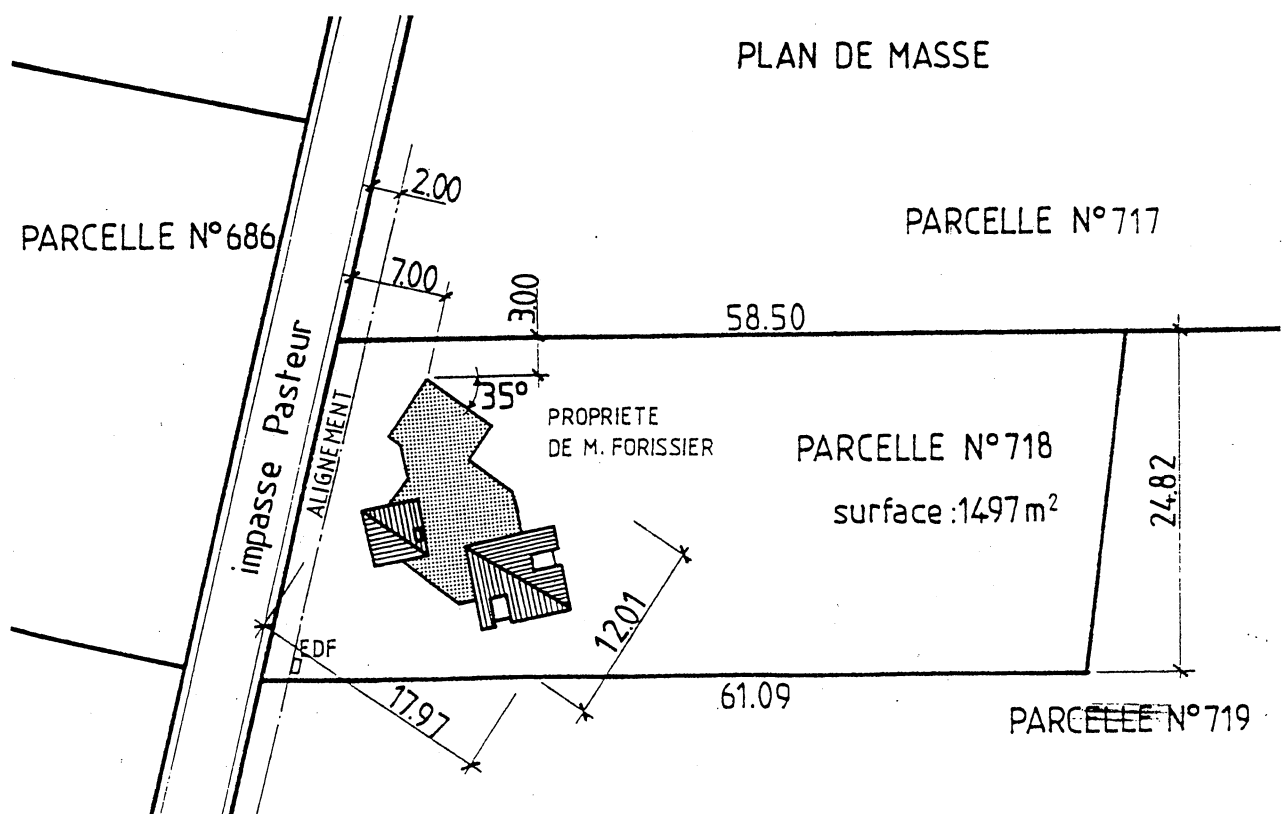 PLAN DE MASSE
2.00
PARCELLE N°686
PARCELLE N°717
7.00
3.00
58.50
impasse Pasteur
ALIGNEMENT
35°
PROPRIETE
DE M. FORISSIER
PARCELLE N°718
surface : 1497 m²
24.82
12.01
EDF
17.97
61.09
PARCELLE N°719